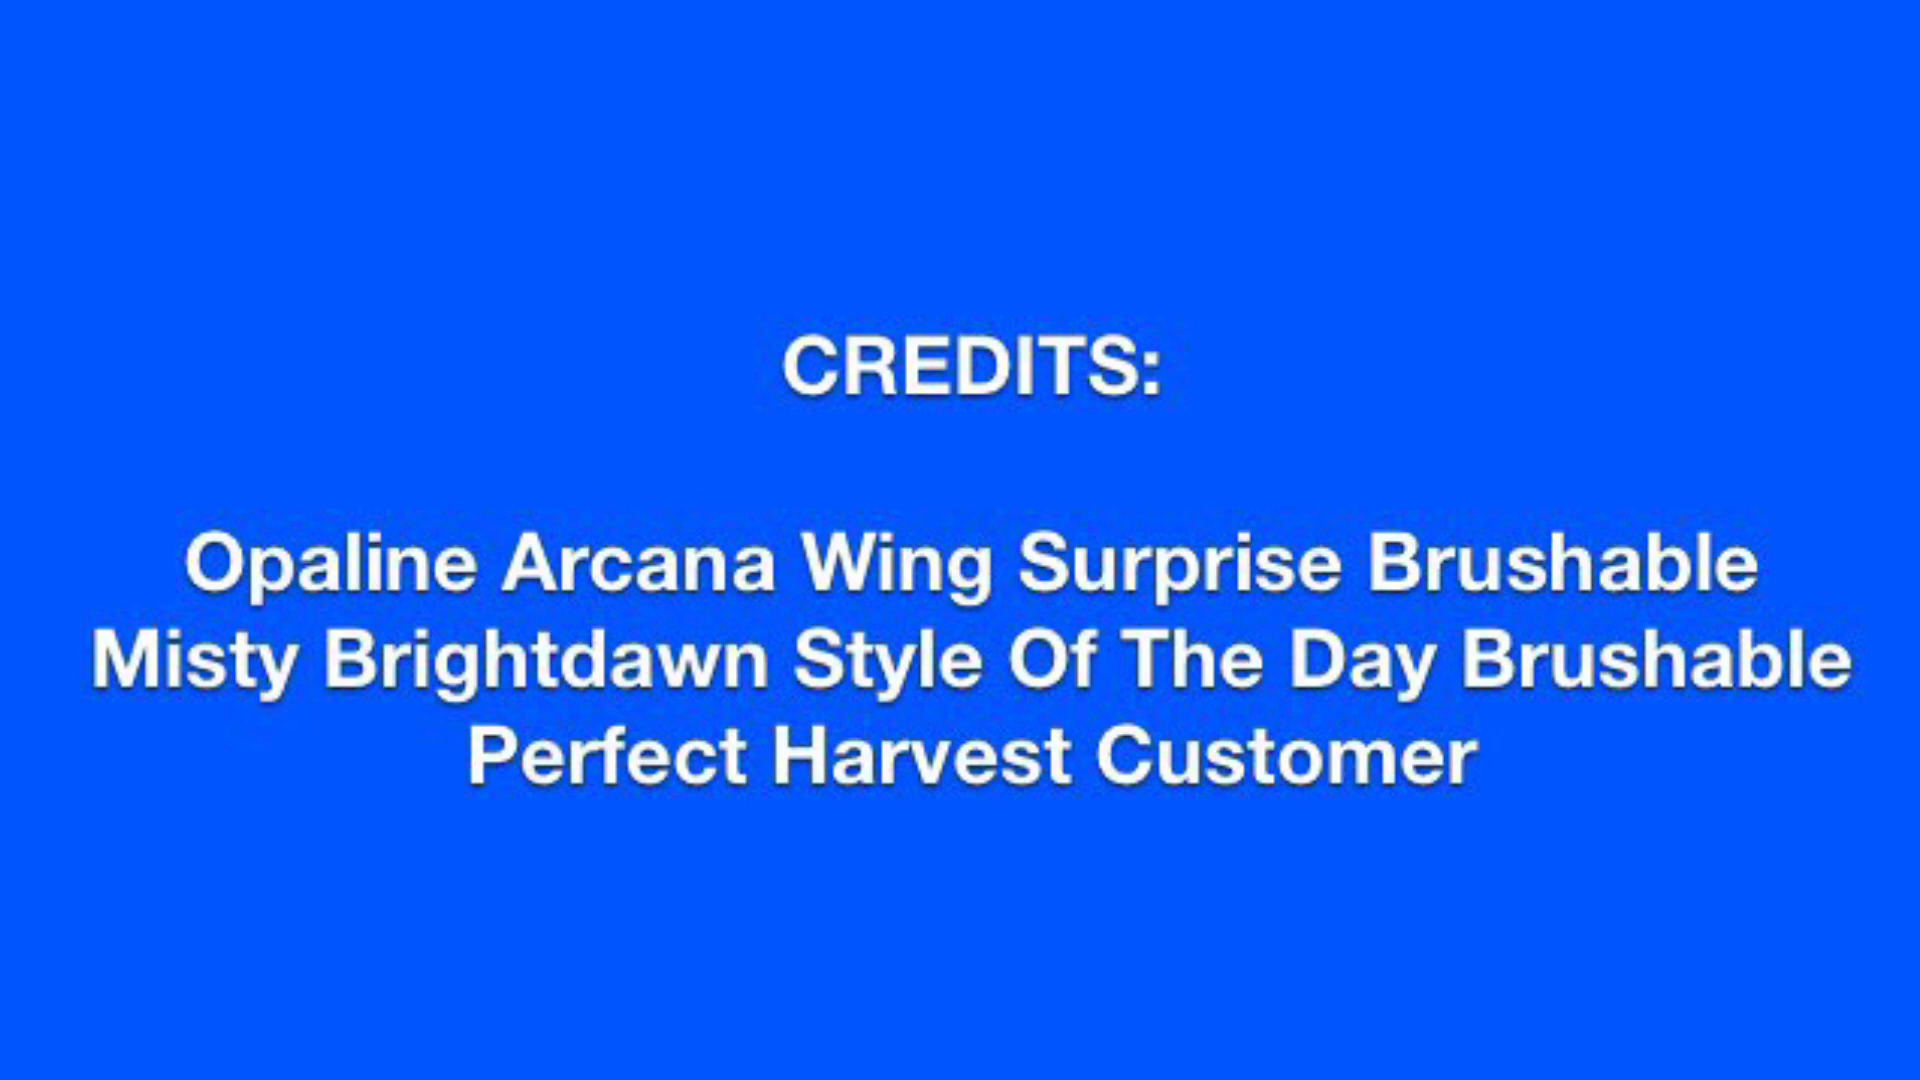 CREDITS:
Opaline Arcana Wing Surprise Brushable
Misty Brightdawn Style Of The Day Brushable
Perfect Harvest Customer